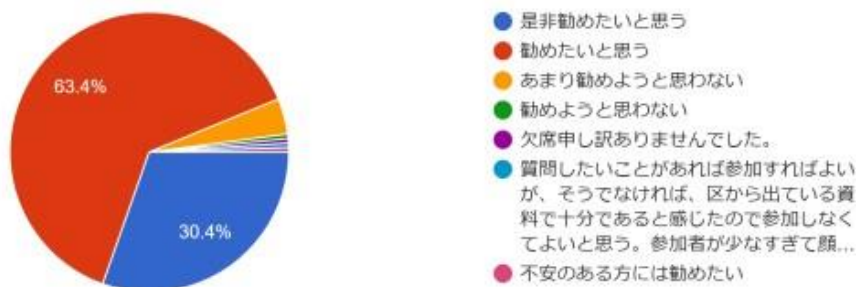 63.4%
30.4%
是非勧めたいと思う
勧めたいと思う
あまり勧めようと思わない
勧めようと思わない
欠席申し訳ありませんでした。
質問したいことがあれば参加すればよい
が、そうでなければ、区から出ている資
料で十分であると感じたので参加しなく
てよいと思う。参加者が少なすぎて顔...
不安のある方には勧めたい